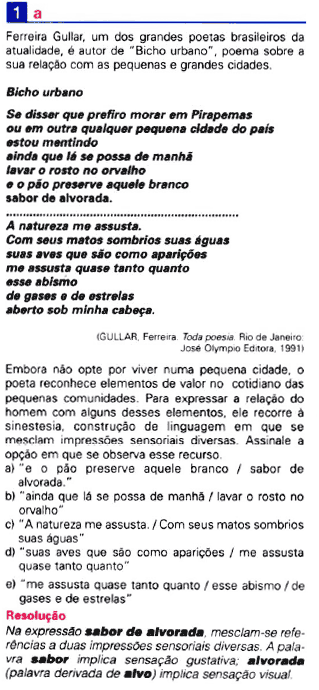 1 a
Ferreira Gullar, um dos grandes poetas brasileiros da
atualidade, é autor de "Bicho urbano", poema sobre a
sua relação com as pequenas e grandes cidades.
Bicho urbano
Se disser que prefiro morar em Pirapemas
ou em outra qualquer pequena cidade do país
estou mentindo
ainda que lá se possa de manhã
lavar o rosto no orvalho
e o pão preserve aquele branco
sabor de alvorada.
................................................................
A natureza me assusta.
Com seus matos sombrios suas águas
suas aves que são como aparições
me assusta quase tanto quanto
esse abismo
de gases e de estrelas
aberto sob minha cabeça.
(GULLAR, Ferreira. Toda poesia. Rio de Janeiro:
José Olympio Editora, 1991)
Embora não opte por viver numa pequena cidade, o
poeta reconhece elementos de valor no cotidiano das
pequenas comunidades. Para expressar a relação do
homem com alguns desses elementos, ele recorre à
sinestesia, construção de linguagem em que se
mesclam impressões sensoriais diversas. Assinale a
opção em que se observa esse recurso.
a) "e o pão preserve aquele branco / sabor de
alvorada."
b) "ainda que lá se possa de manhã / lavar o rosto no
orvalho"
c) "A natureza me assusta. / Com seus matos sombrios
suas águas"
d) "suas aves que são como aparições / me assusta
quase tanto quanto"
e) "me assusta quase tanto quanto / esse abismo / de
gases e de estrelas"
Resolução
Na expressão sabor de alvorada, mesclam-se refe-
rências a duas impressões sensoriais diversas. A pala-
vra sabor implica sensação gustativa; alvorada
(palavra derivada de alvo) implica sensação visual.